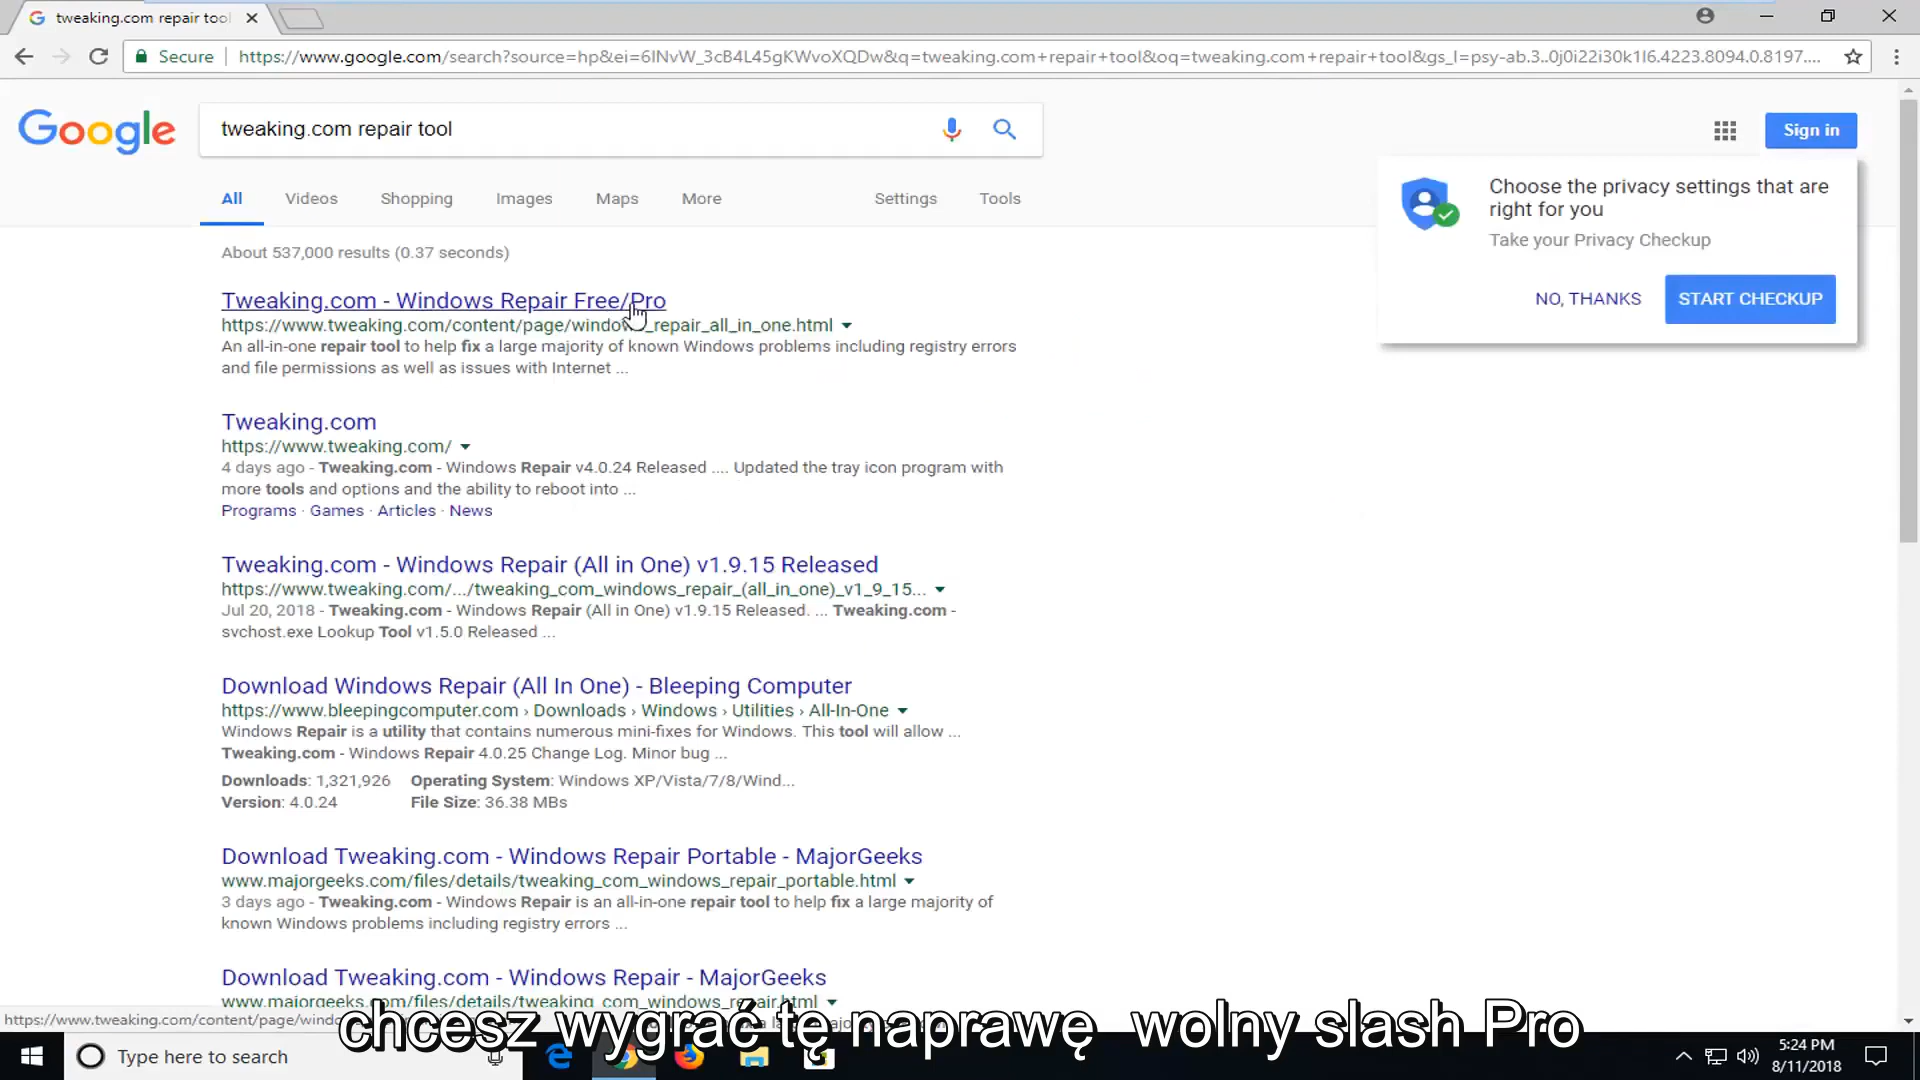 tweaking.com repair tool
Secure
https://www.google.com/search?source=hp&ei=6INvW_3cB4L45gKWvoXQDw&q=tweaking.com+repair+tool&oq=tweaking.com+repair+tool&gs_l=psy-ab.3..0j0i22i30k1l6.4223.8094.0.8197....
Google
tweaking.com repair tool
Sign in
All Videos Shopping Images Maps More Settings Tools
Choose the privacy settings that are
right for you
Take your Privacy Checkup
NO, THANKS START CHECKUP
About 537,000 results (0.37 seconds)
Tweaking.com - Windows Repair Free/Pro
https://www.tweaking.com/content/page/windows_repair_all_in_one.html
An all-in-one repair tool to help fix a large majority of known Windows problems including registry errors
and file permissions as well as issues with Internet ...
Tweaking.com
https://www.tweaking.com/
4 days ago - Tweaking.com - Windows Repair v4.0.24 Released .... Updated the tray icon program with
more tools and options and the ability to reboot into ...
Programs · Games · Articles · News
Tweaking.com - Windows Repair (All in One) v1.9.15 Released
https://www.tweaking.com/.../tweaking_com_windows_repair_(all_in_one)_v1_9_15...
Jul 20, 2018 - Tweaking.com - Windows Repair (All in One) v1.9.15 Released. ... Tweaking.com -
svchost.exe Lookup Tool v1.5.0 Released ...
Download Windows Repair (All In One) - Bleeping Computer
https://www.bleepingcomputer.com › Downloads › Windows › Utilities › All-In-One
Windows Repair is a utility that contains numerous mini-fixes for Windows. This tool will allow ...
Tweaking.com - Windows Repair 4.0.25 Change Log. Minor bug ...
Downloads: 1,321,926 Operating System: Windows XP/Vista/7/8/Wind...
Version: 4.0.24 File Size: 36.38 MBs
Download Tweaking.com - Windows Repair Portable - MajorGeeks
www.majorgeeks.com/files/details/tweaking_com_windows_repair_portable.html
3 days ago - Tweaking.com - Windows Repair is an all-in-one repair tool to help fix a large majority of
known Windows problems including registry errors ...
Download Tweaking.com - Windows Repair - MajorGeeks
www.majorgeeks.com/files/details/tweaking_com_windows_repair.html
https://www.tweaking.com/content/page/windo
chcesz wygrać tę naprawę wolny slash Pro
Type here to search
5:24 PM
8/11/2018